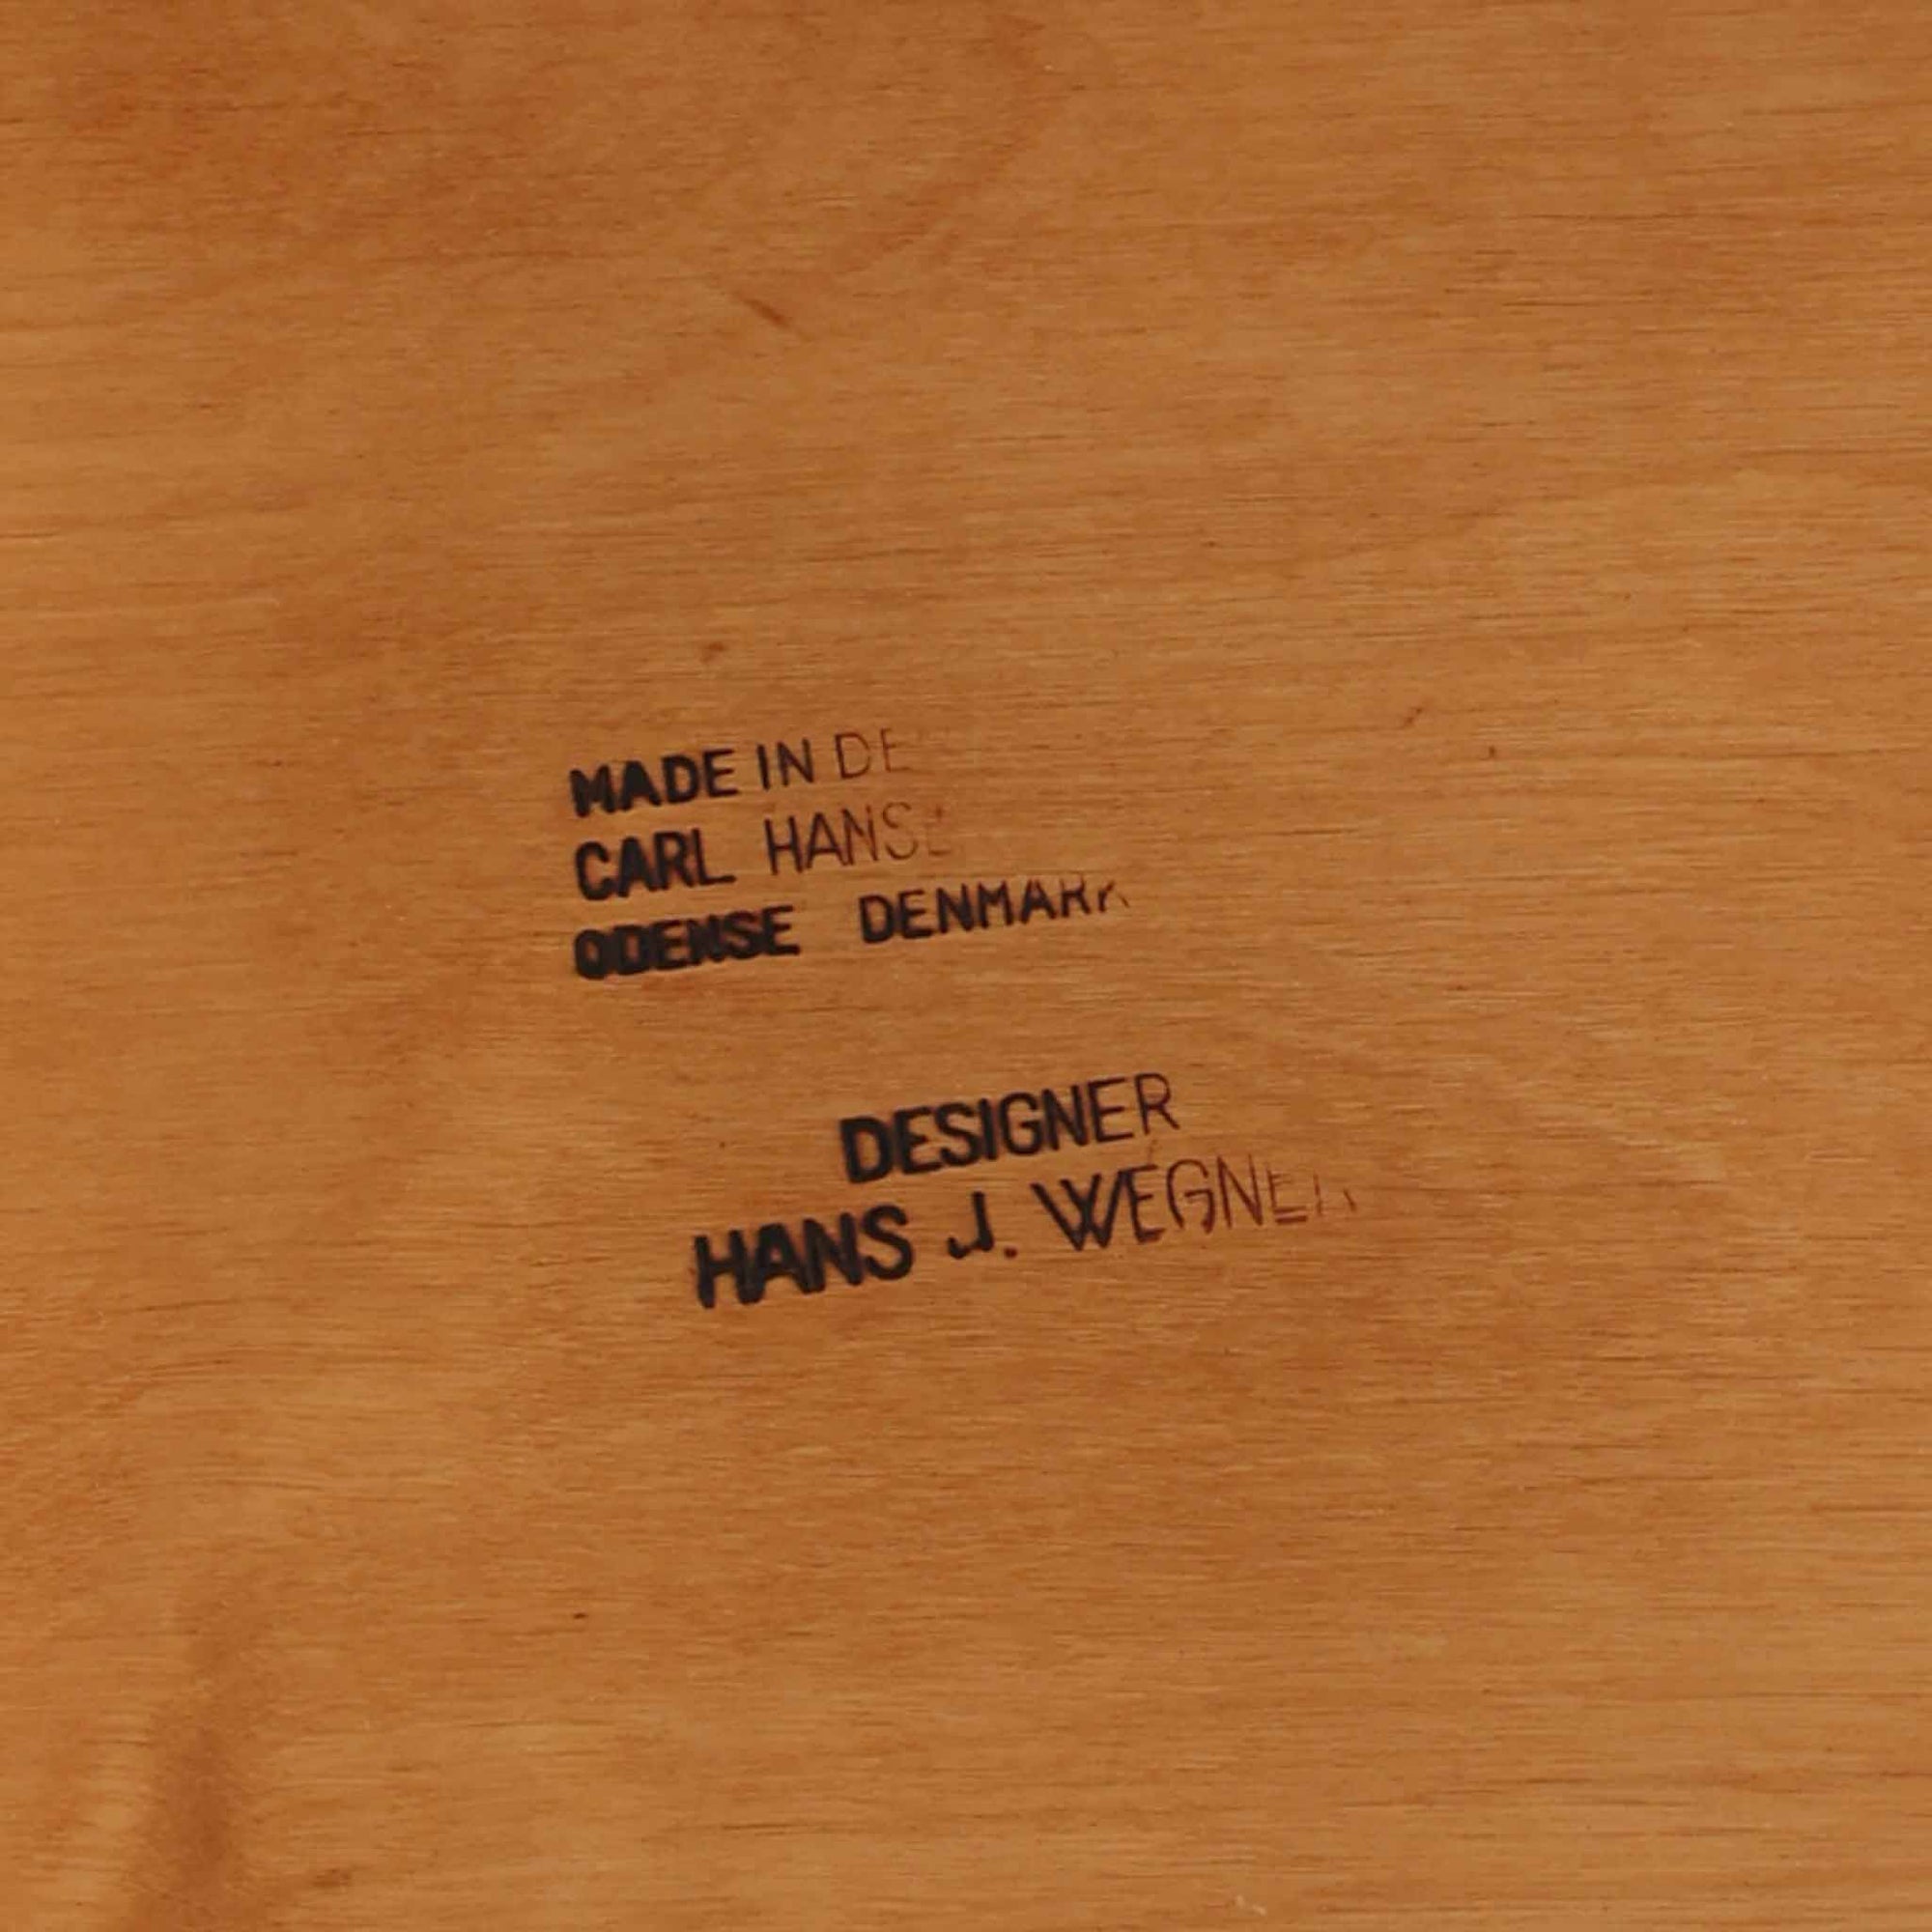 MADE IN DE
CARL HANSE
ODENSE DENMARK
DESIGNER
HANS J. WEGNER